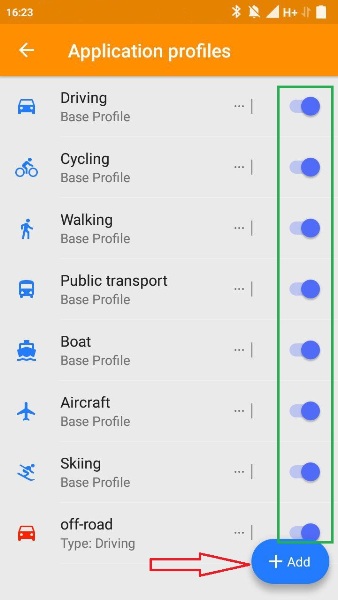 16:23
H+
Application profiles
Driving
Base Profile
Cycling
Base Profile
Walking
Base Profile
Public transport
Base Profile
Boat
Base Profile
Aircraft
Base Profile
Skiing
Base Profile
off-road
Type: Driving
+ Add